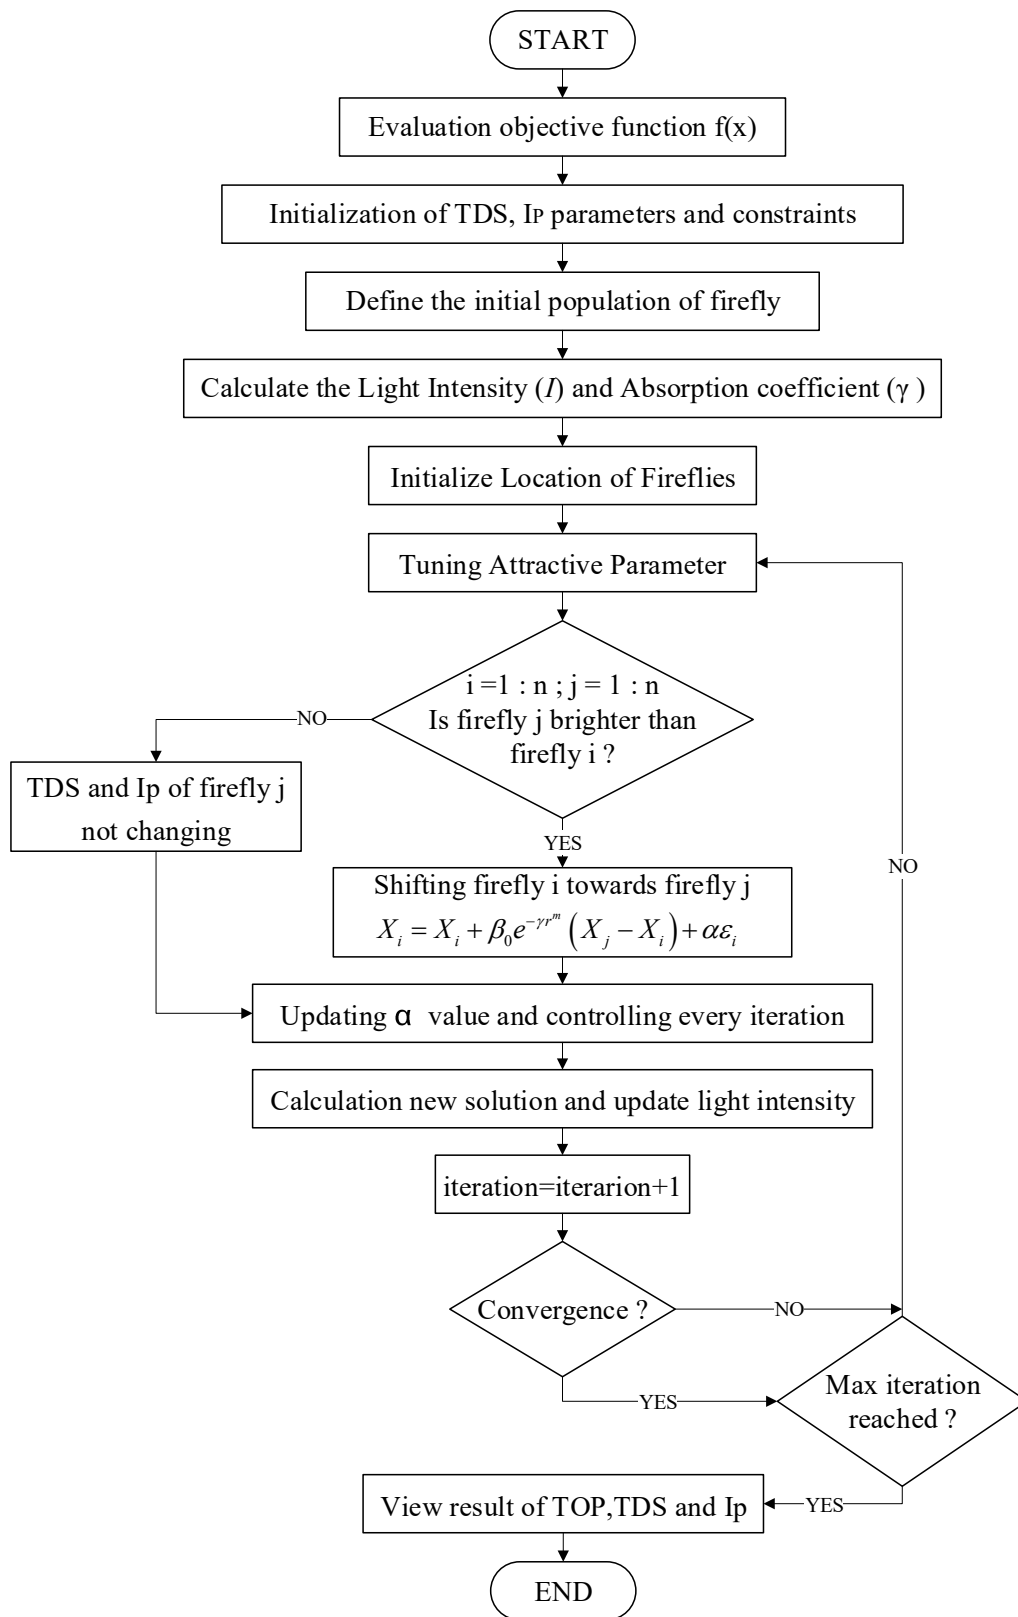 START
Evaluation objective function f(x)
Initialization of TDS, IP parameters and constraints
Define the initial population of firefly
Calculate the Light Intensity (I) and Absorption coefficient (γ )
Initialize Location of Fireflies
Tuning Attractive Parameter
i =1 : n ; j = 1 : n
Is firefly j brighter than
firefly i ?
NO
TDS and Ip of firefly j
not changing
YES
NO
Shifting firefly i towards firefly j
X_i = X_i + β_0 e^{-γr^m} (X_j − X_i) + αε_i
Updating α value and controlling every iteration
Calculation new solution and update light intensity
iteration=iterarion+1
Convergence ?
NO
YES
Max iteration
reached ?
YES
View result of TOP,TDS and Ip
END